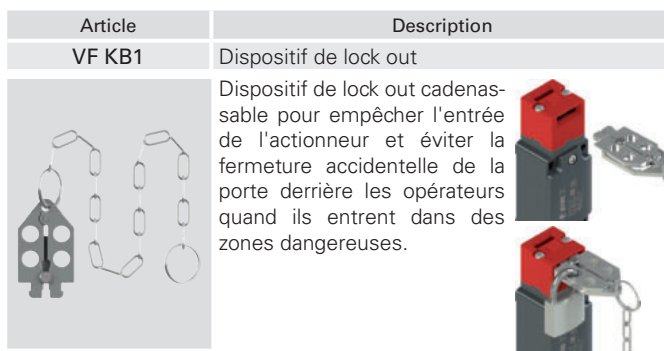 Article Description
VF KB1 Dispositif de lock out
Dispositif de lock out cadenas-
sable pour empêcher l'entrée
de l'actionneur et éviter la
fermeture accidentelle de la
porte derrière les opérateurs
quand ils entrent dans des
zones dangereuses.